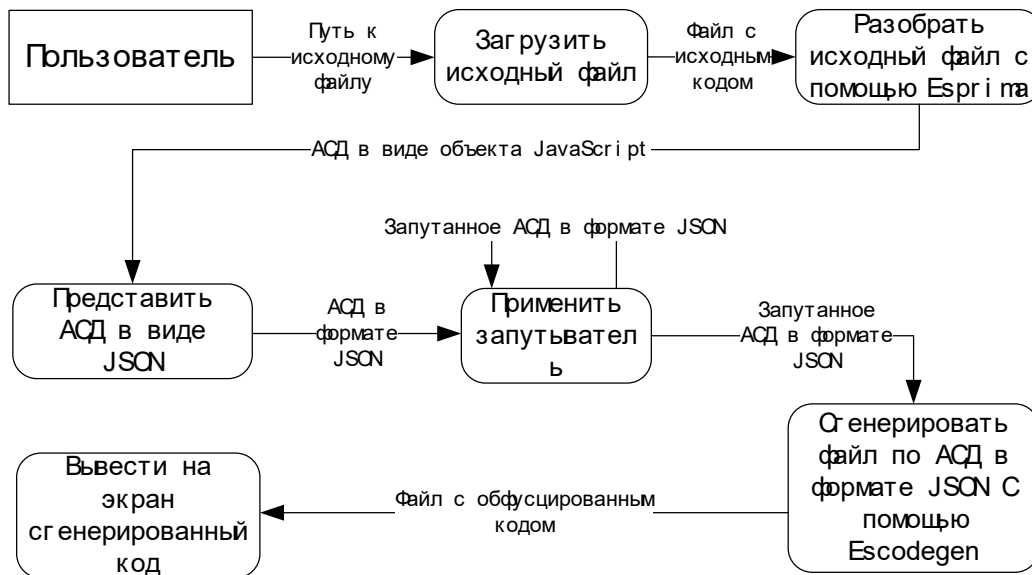 Пользователь
Путь к
исходному
файлу
Загрузить
исходный файл
Файл с
исходным
кодом
Разобрать
исходный файл с
помощью Esprima
АСД в виде объекта JavaScript
Запутанное АСД в формате JSON
Представить
АСД в виде
JSON
АСД в
формате
JSON
Применить
запутывател
ь
Запутанное
АСД в формате
JSON
Сгенерировать
файл по АСД в
формате JSON С
помощью
Escodegen
Файл с обфусцированным
кодом
Вывести на
экран
сгенерированный
код